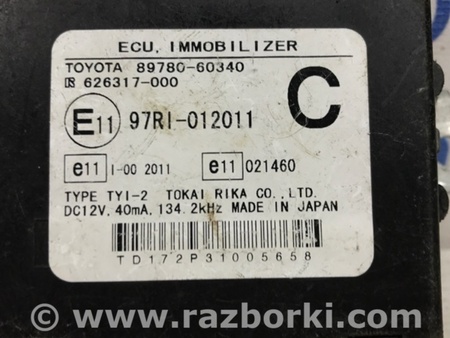 ECU, IMMOBILIZER
TOYOTA 89780-60340
626317-000
C
E11 97RI-012011
e11 I-00 2011 e11 021460
TYPE TYI-2 TOKAI RIKA CO.,LTD.
DC12V, 40mA, 134.2kHz MADE IN JAPAN
TD172P31005658
www.razborki.com